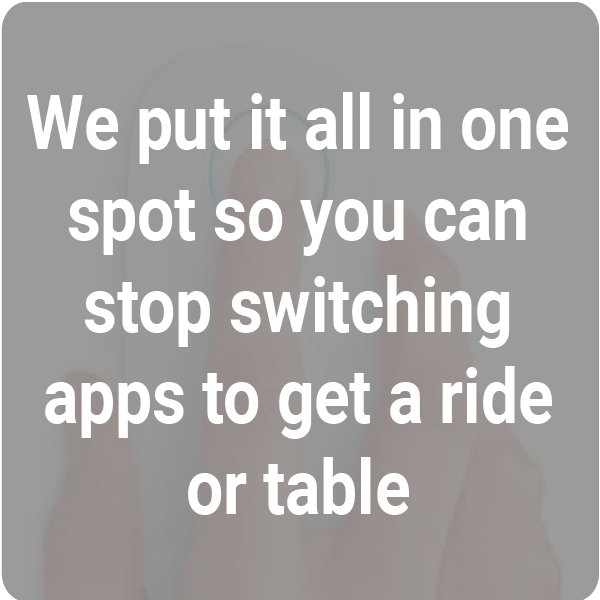 We put it all in one
spot so you can
stop switching
apps to get a ride
or table